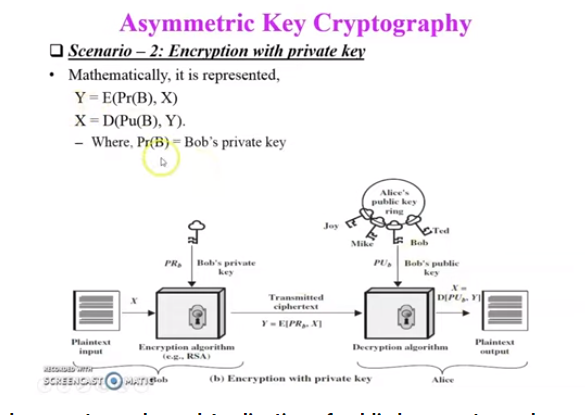 Asymmetric Key Cryptography
❑ Scenario – 2: Encryption with private key
• Mathematically, it is represented,
Y = E(Pr(B), X)
X = D(Pu(B), Y).
– Where, Pr(B) = Bob's private key
Alice's
public key
ring
Joy
Mike
Bob
Ted
PRb
Bob's private
key
PUb
Bob's public
key
X =
D[PUb, Y]
X
Transmitted
ciphertext
Y = E[PRb, X]
Plaintext
input
Encryption algorithm
(e.g., RSA)
Decryption algorithm
Plaintext
output
RECORDED WITH
SCREENCAST MATIC
Bob
(b) Encryption with private key
Alice